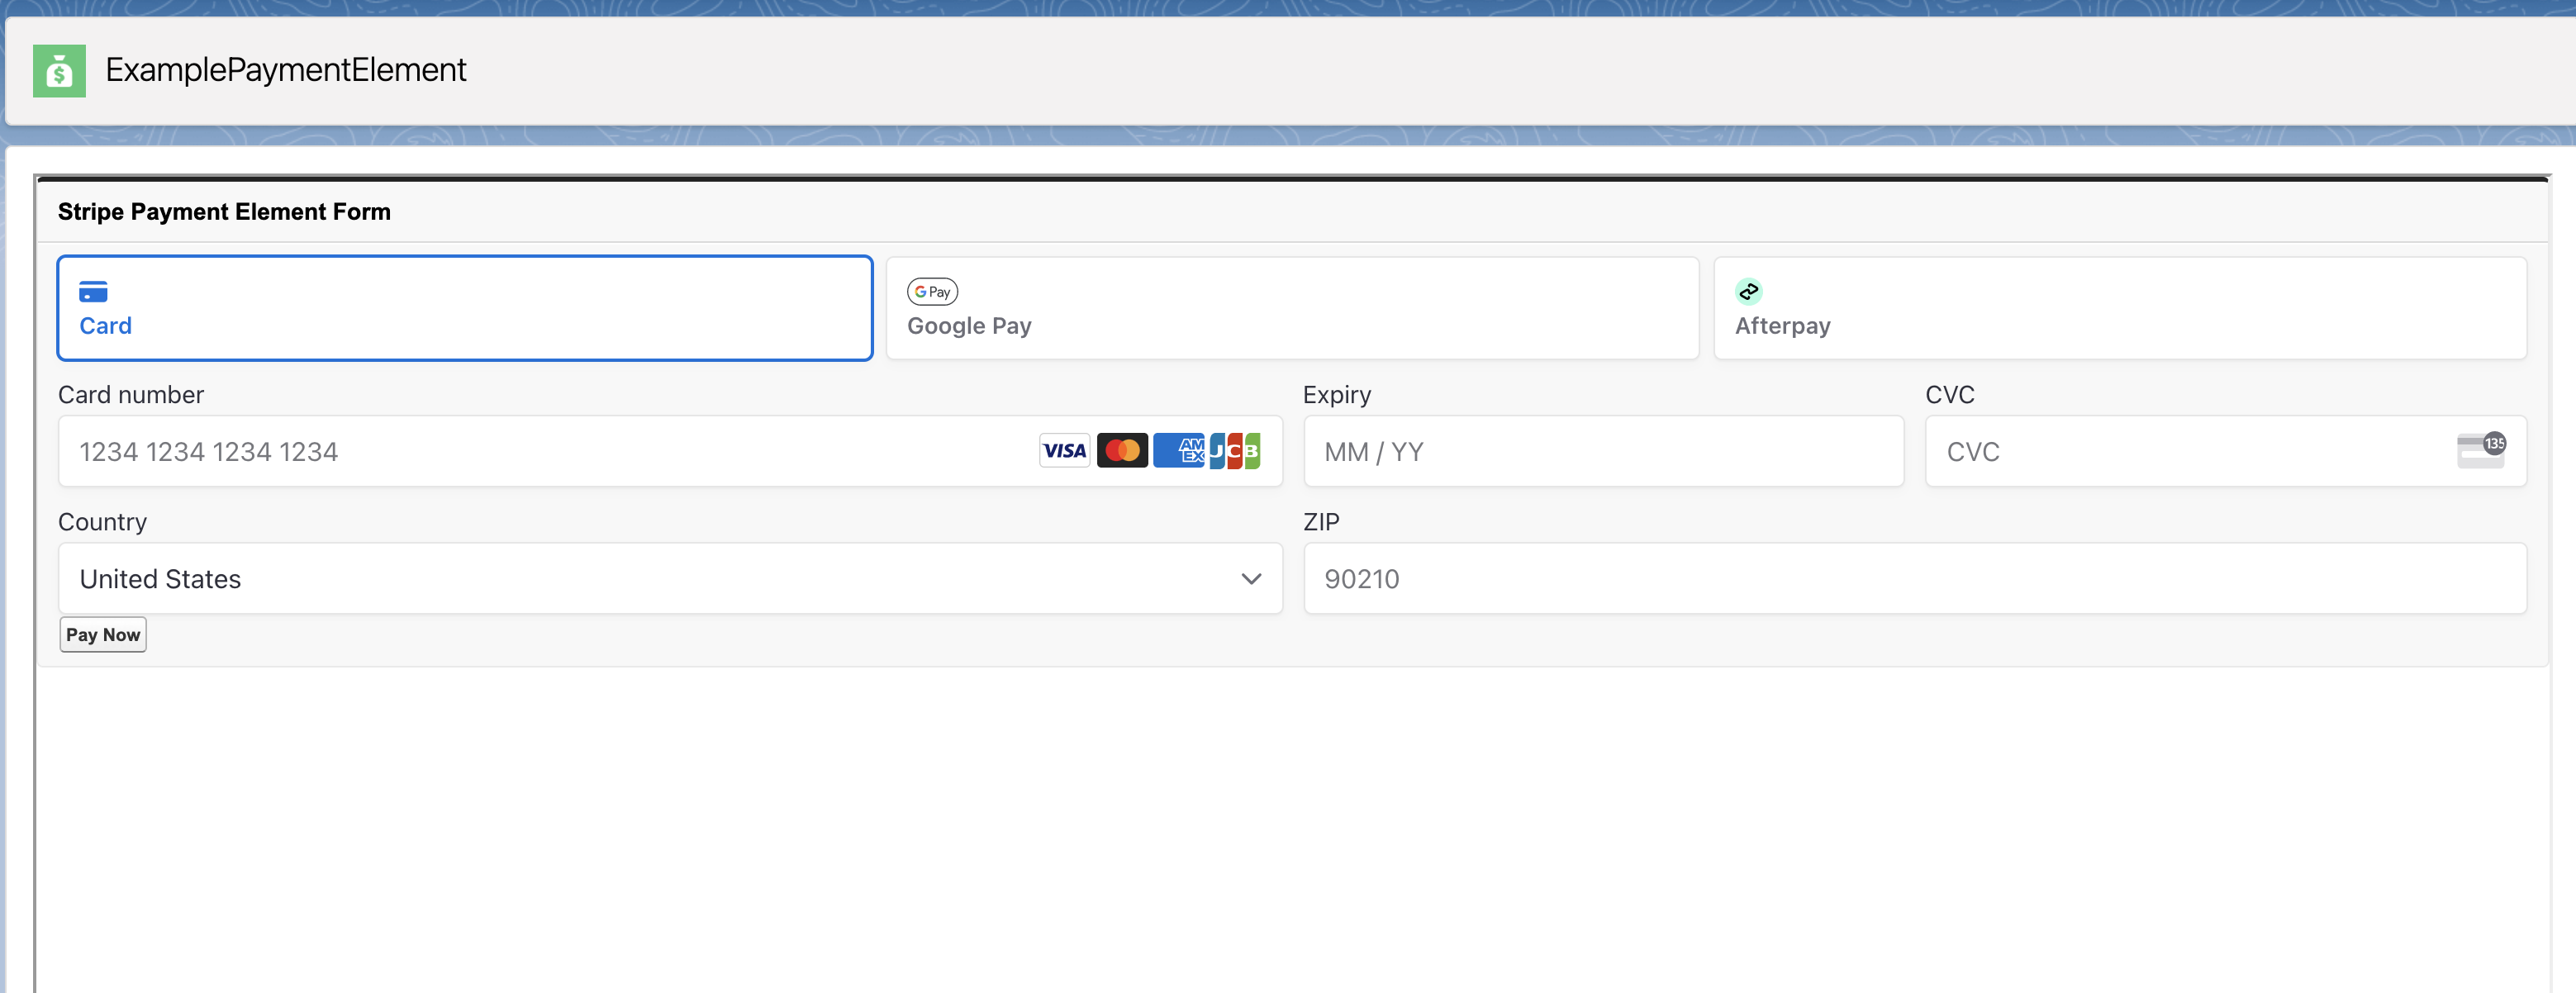 ExamplePaymentElement
Stripe Payment Element Form
G Pay
Card
Google Pay
Afterpay
Card number
Expiry
CVC
1234 1234 1234 1234
VISA
AM
EX
JCB
MM / YY
CVC
135
Country
ZIP
United States
90210
Pay Now